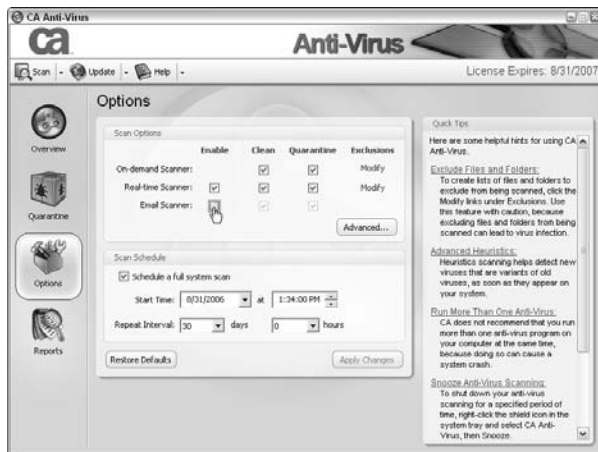 CA Anti-Virus
ca
Anti-Virus
Scan
Update
Help
License Expires: 8/31/2007
Overview
Quarantine
Options
Reports
Options
Scan Options
Enable Clean Quarantine Exclusions
On-demand Scanner: Modify
Real-time Scanner: Modify
Email Scanner:
Advanced...
Scan Schedule
Schedule a full system scan
Start Time: 8/31/2006 at 1:34:00 PM
Repeat Interval: 30 days 0 hours
Restore Defaults Apply Changes
Quick Tips
Here are some helpful hints for using CA
Anti-Virus.
Exclude Files and Folders:
To create lists of files and folders to
exclude from being scanned, click the
Modify links under Exclusions. Use
this feature with caution, because
excluding files and folders from being
scanned can lead to virus infection.
Advanced Heuristics:
Heuristics scanning helps detect new
viruses that are variants of old
viruses, as soon as they appear on
your system.
Run More Than One Anti-Virus:
CA does not recommend that you run
more than one anti-virus program on
your computer at the same time,
because doing so can cause a
system crash.
Snooze Anti-Virus Scanning:
To shut down your anti-virus
scanning for a specified period of
time, right-click the shield icon in the
system tray and select CA Anti-
Virus, then Snooze.